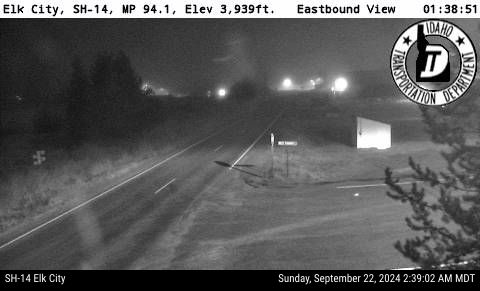 Elk City, SH-14, MP 94.1, Elev 3,939ft. Eastbound View 01:38:51
IDAHO
TRANSPORTATION DEPARTMENT
SH-14 Elk City Sunday, September 22, 2024 2:39:02 AM MDT